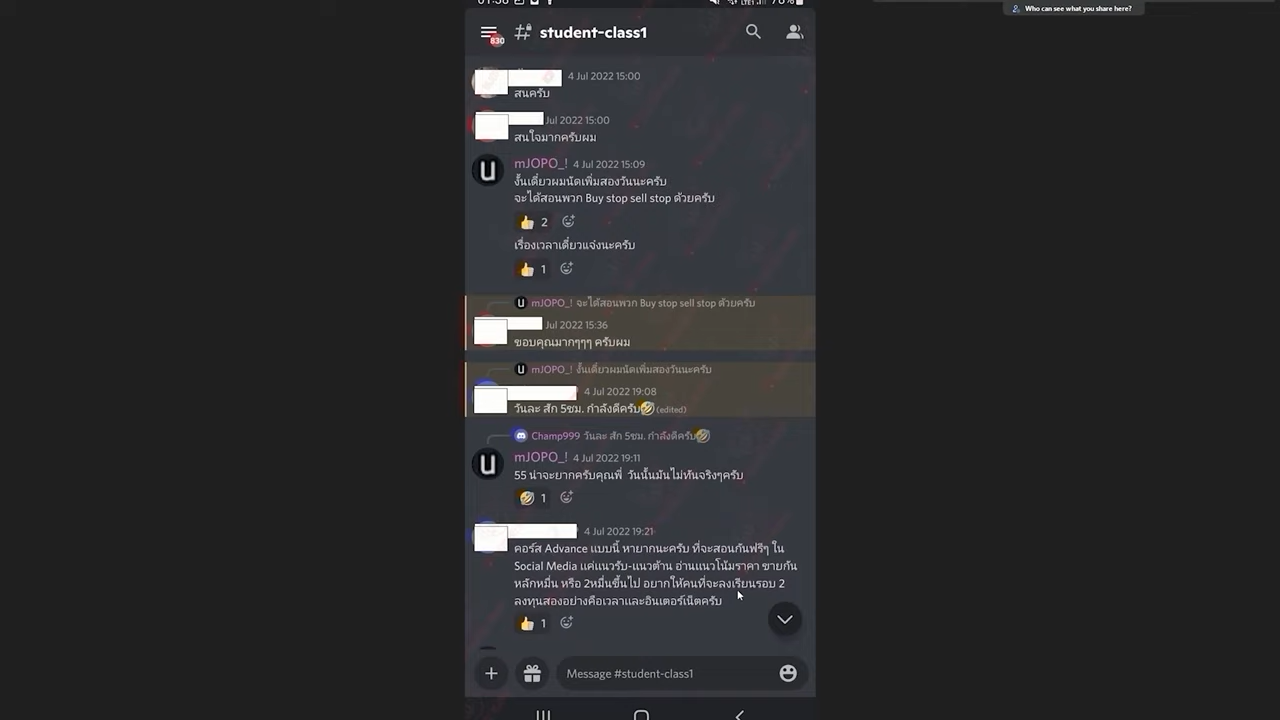 Who can see what you share here?
830
student-class1
4 Jul 2022 15:00
สนครับ
Jul 2022 15:00
สนใจมากครับผม
mJOPO_! 4 Jul 2022 15:09
งั้นเดี๋ยวผมนัดเพิ่มสองวันนะครับ
จะได้สอนพวก Buy stop sell stop ด้วยครับ
2
เรื่องเวลาเดี๋ยวแจ่งนะครับ
1
mJOPO_! จะได้สอนพวก Buy stop sell stop ด้วยครับ
Jul 2022 15:36
ขอบคุณมากๆๆๆ ครับผม
mJOPO_! งั้นเดี๋ยวผมนัดเพิ่มสองวันนะครับ
4 Jul 2022 19:08
วันละ สัก 5ชม. กำลังดีครับ🤣 (edited)
Champ999 วันละ สัก 5ชม. กำลังดีครับ🤣
mJOPO_! 4 Jul 2022 19:11
55 น่าจะยากครับคุณพี่ วันนั้นมันไม่ทันจริงๆครับ
1
4 Jul 2022 19:21
คอร์ส Advance แบบนี้ หายากนะครับ ที่จะสอนกันฟรีๆ ใน
Social Media แค่แนวรับ-แนวต้าน อ่านแนวโน้มราคา ขายกัน
หลักหมื่น หรือ 2หมื่นขึ้นไป อยากให้คนที่จะลงเรียนรอบ 2
ลงทุนสองอย่างคือเวลาและอินเตอร์เน็ตครับ
1
Message #student-class1